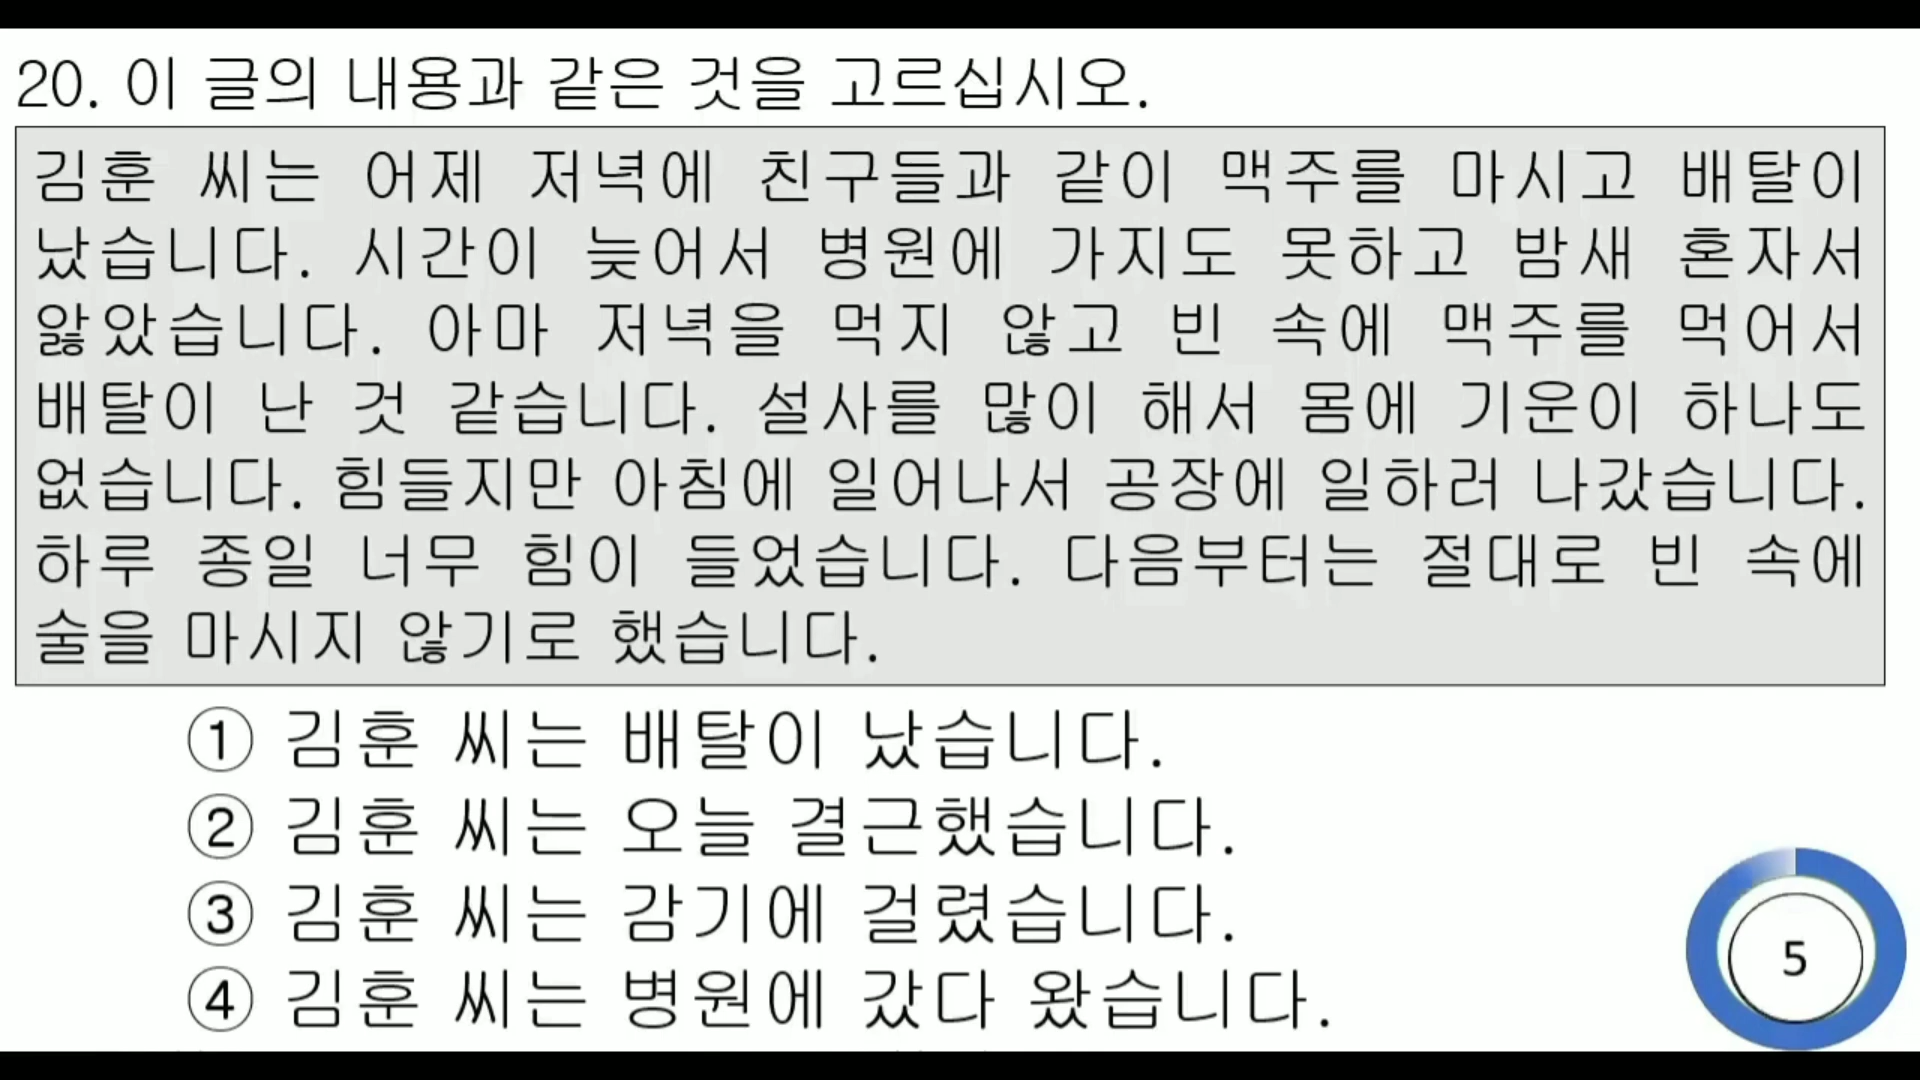 20. 이 글의 내용과 같은 것을 고르십시오.
김훈 씨는 어제 저녁에 친구들과 같이 맥주를 마시고 배탈이
났습니다. 시간이 늦어서 병원에 가지도 못하고 밤새 혼자서
앓았습니다. 아마 저녁을 먹지 않고 빈 속에 맥주를 먹어서
배탈이 난 것 같습니다. 설사를 많이 해서 몸에 기운이 하나도
없습니다. 힘들지만 아침에 일어나서 공장에 일하러 나갔습니다.
하루 종일 너무 힘이 들었습니다. 다음부터는 절대로 빈 속에
술을 마시지 않기로 했습니다.
① 김훈 씨는 배탈이 났습니다.
② 김훈 씨는 오늘 결근했습니다.
③ 김훈 씨는 감기에 걸렸습니다.
④ 김훈 씨는 병원에 갔다 왔습니다.
5